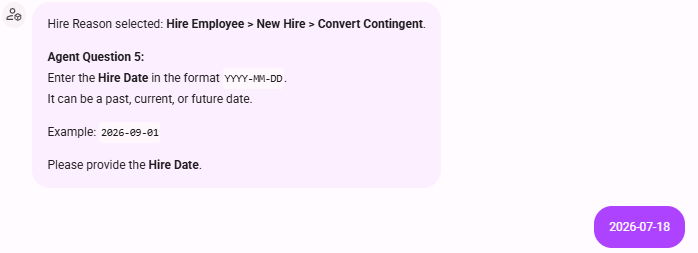 Hire Reason selected: Hire Employee > New Hire > Convert Contingent.
Agent Question 5:
Enter the Hire Date in the format YYYY-MM-DD.
It can be a past, current, or future date.
Example: 2026-09-01
Please provide the Hire Date.
2026-07-18